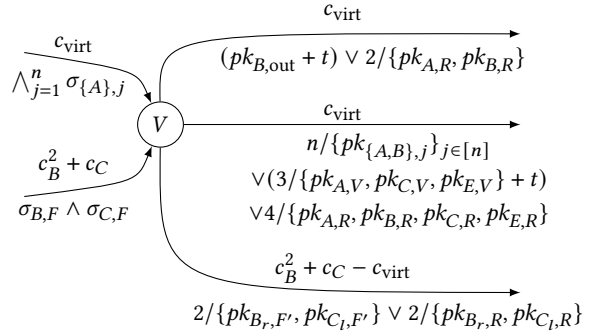 c_virt
c_virt
(pk_{B,out} + t) ∨ 2/{pk_{A,R}, pk_{B,R}}
⋀_{j=1}^{n} σ_{{A},j}
V
c_virt
n/{pk_{{A,B},j}}_{j∈[n]}
c_B^2 + c_C
∨(3/{pk_{A,V}, pk_{C,V}, pk_{E,V}} + t)
σ_{B,F} ∧ σ_{C,F}
∨4/{pk_{A,R}, pk_{B,R}, pk_{C,R}, pk_{E,R}}
c_B^2 + c_C − c_virt
2/{pk_{B_r,F'}, pk_{C_l,F'}} ∨ 2/{pk_{B_r,R}, pk_{C_l,R}}